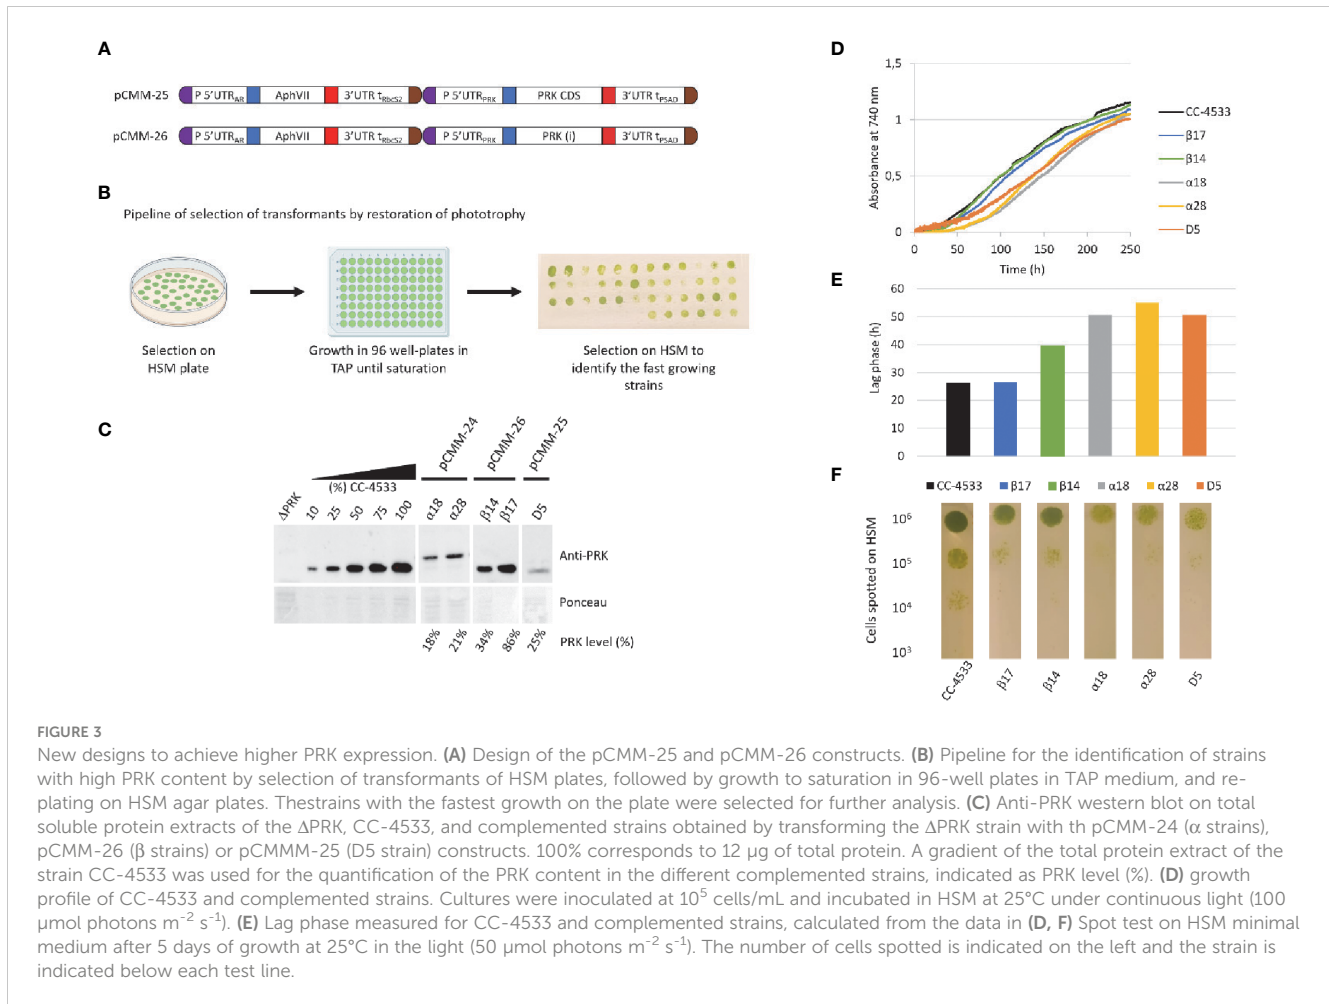 A
pCMM-25
P 5'UTRAR
AphVII
3'UTR tRbcS2
P 5'UTRPRK
PRK CDS
3'UTR tPSAD
pCMM-26
P 5'UTRAR
AphVII
3'UTR tRbcS2
P 5'UTRPRK
PRK (i)
3'UTR tPSAD
B
Pipeline of selection of transformants by restoration of phototrophy
Selection on
HSM plate
Growth in 96 well-plates in
TAP until saturation
Selection on HSM to
identify the fast growing
strains
C
pCMM-24
pCMM-26
pCMM-25
(%) CC-4533
ΔPRK
10
25
50
75
100
α18
α28
β14
β17
D5
Anti-PRK
Ponceau
18%
21%
34%
86%
25%
PRK level (%)
D
Absorbance at 740 nm
1,5
1
0,5
0
0
50
100
150
200
250
Time (h)
CC-4533
β17
β14
α18
α28
D5
E
Lag phase (h)
60
50
40
30
20
10
0
CC-4533
β17
β14
α18
α28
D5
F
Cells spotted on HSM
10⁶
10⁵
10⁴
10³
CC-4533
β17
β14
α18
α28
D5
FIGURE 3
New designs to achieve higher PRK expression. (A) Design of the pCMM-25 and pCMM-26 constructs. (B) Pipeline for the identification of strains
with high PRK content by selection of transformants of HSM plates, followed by growth to saturation in 96-well plates in TAP medium, and re-
plating on HSM agar plates. Thestrains with the fastest growth on the plate were selected for further analysis. (C) Anti-PRK western blot on total
soluble protein extracts of the ΔPRK, CC-4533, and complemented strains obtained by transforming the ΔPRK strain with th pCMM-24 (α strains),
pCMM-26 (β strains) or pCMMM-25 (D5 strain) constructs. 100% corresponds to 12 µg of total protein. A gradient of the total protein extract of the
strain CC-4533 was used for the quantification of the PRK content in the different complemented strains, indicated as PRK level (%). (D) growth
profile of CC-4533 and complemented strains. Cultures were inoculated at 10⁵ cells/mL and incubated in HSM at 25°C under continuous light (100
µmol photons m⁻² s⁻¹). (E) Lag phase measured for CC-4533 and complemented strains, calculated from the data in (D, F) Spot test on HSM minimal
medium after 5 days of growth at 25°C in the light (50 µmol photons m⁻² s⁻¹). The number of cells spotted is indicated on the left and the strain is
indicated below each test line.